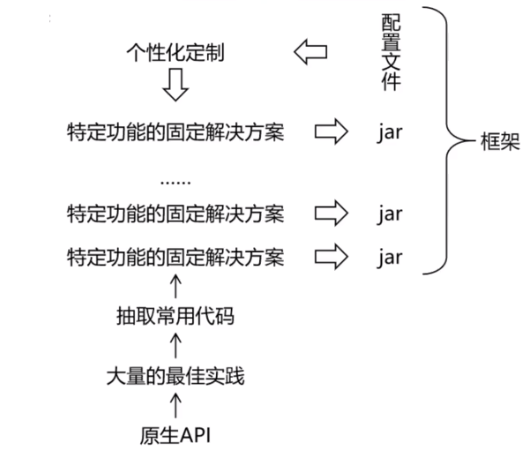 个性化定制
配置文件
特定功能的固定解决方案
jar
框架
......
特定功能的固定解决方案
jar
特定功能的固定解决方案
jar
抽取常用代码
大量的最佳实践
原生API